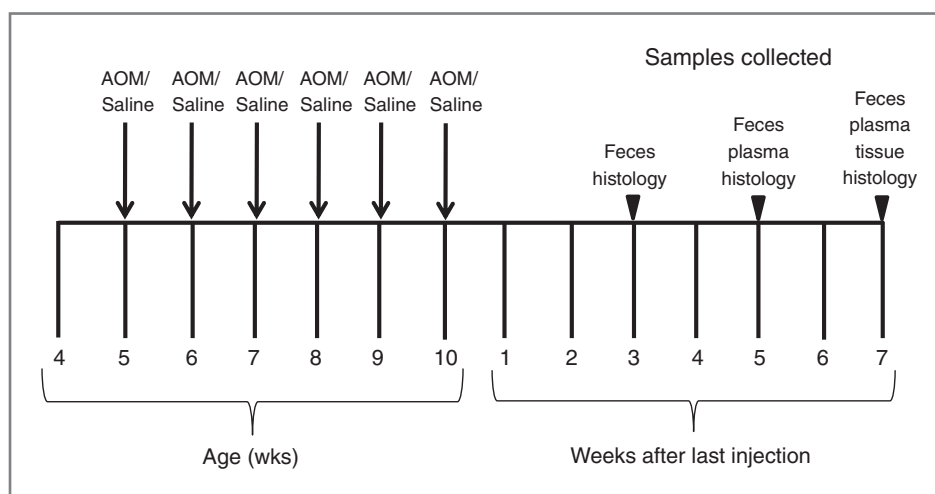 Samples collected
AOM/
Saline
AOM/
Saline
AOM/
Saline
AOM/
Saline
AOM/
Saline
AOM/
Saline
Feces
histology
Feces
plasma
histology
Feces
plasma
tissue
histology
4 5 6 7 8 9 10 1 2 3 4 5 6 7
Age (wks)
Weeks after last injection